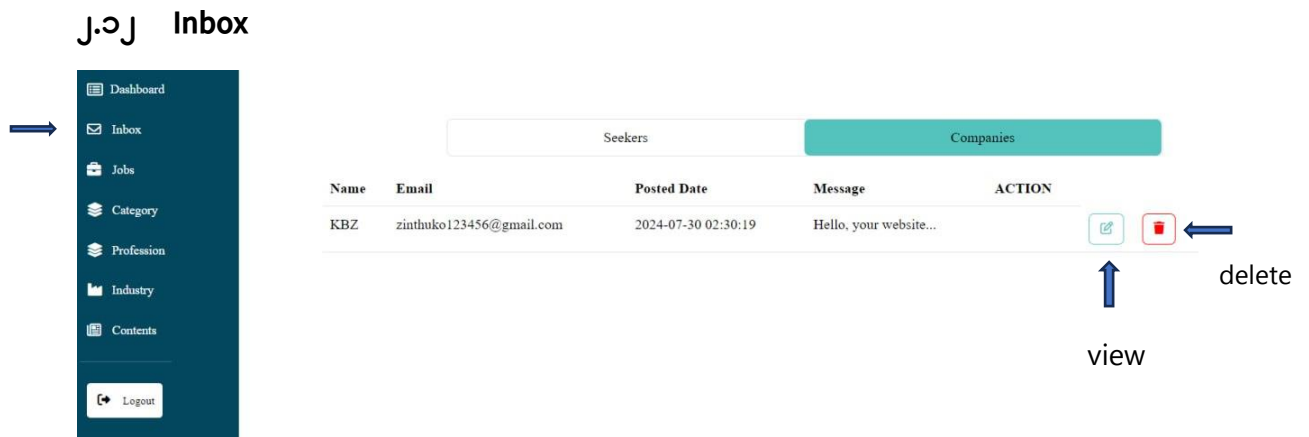 ၂.၁၂ Inbox
Dashboard
Inbox
Jobs
Category
Profession
Industry
Contents
Logout
Seekers Companies
Name Email Posted Date Message ACTION
KBZ zinthuko123456@gmail.com 2024-07-30 02:30:19 Hello, your website...
delete
view